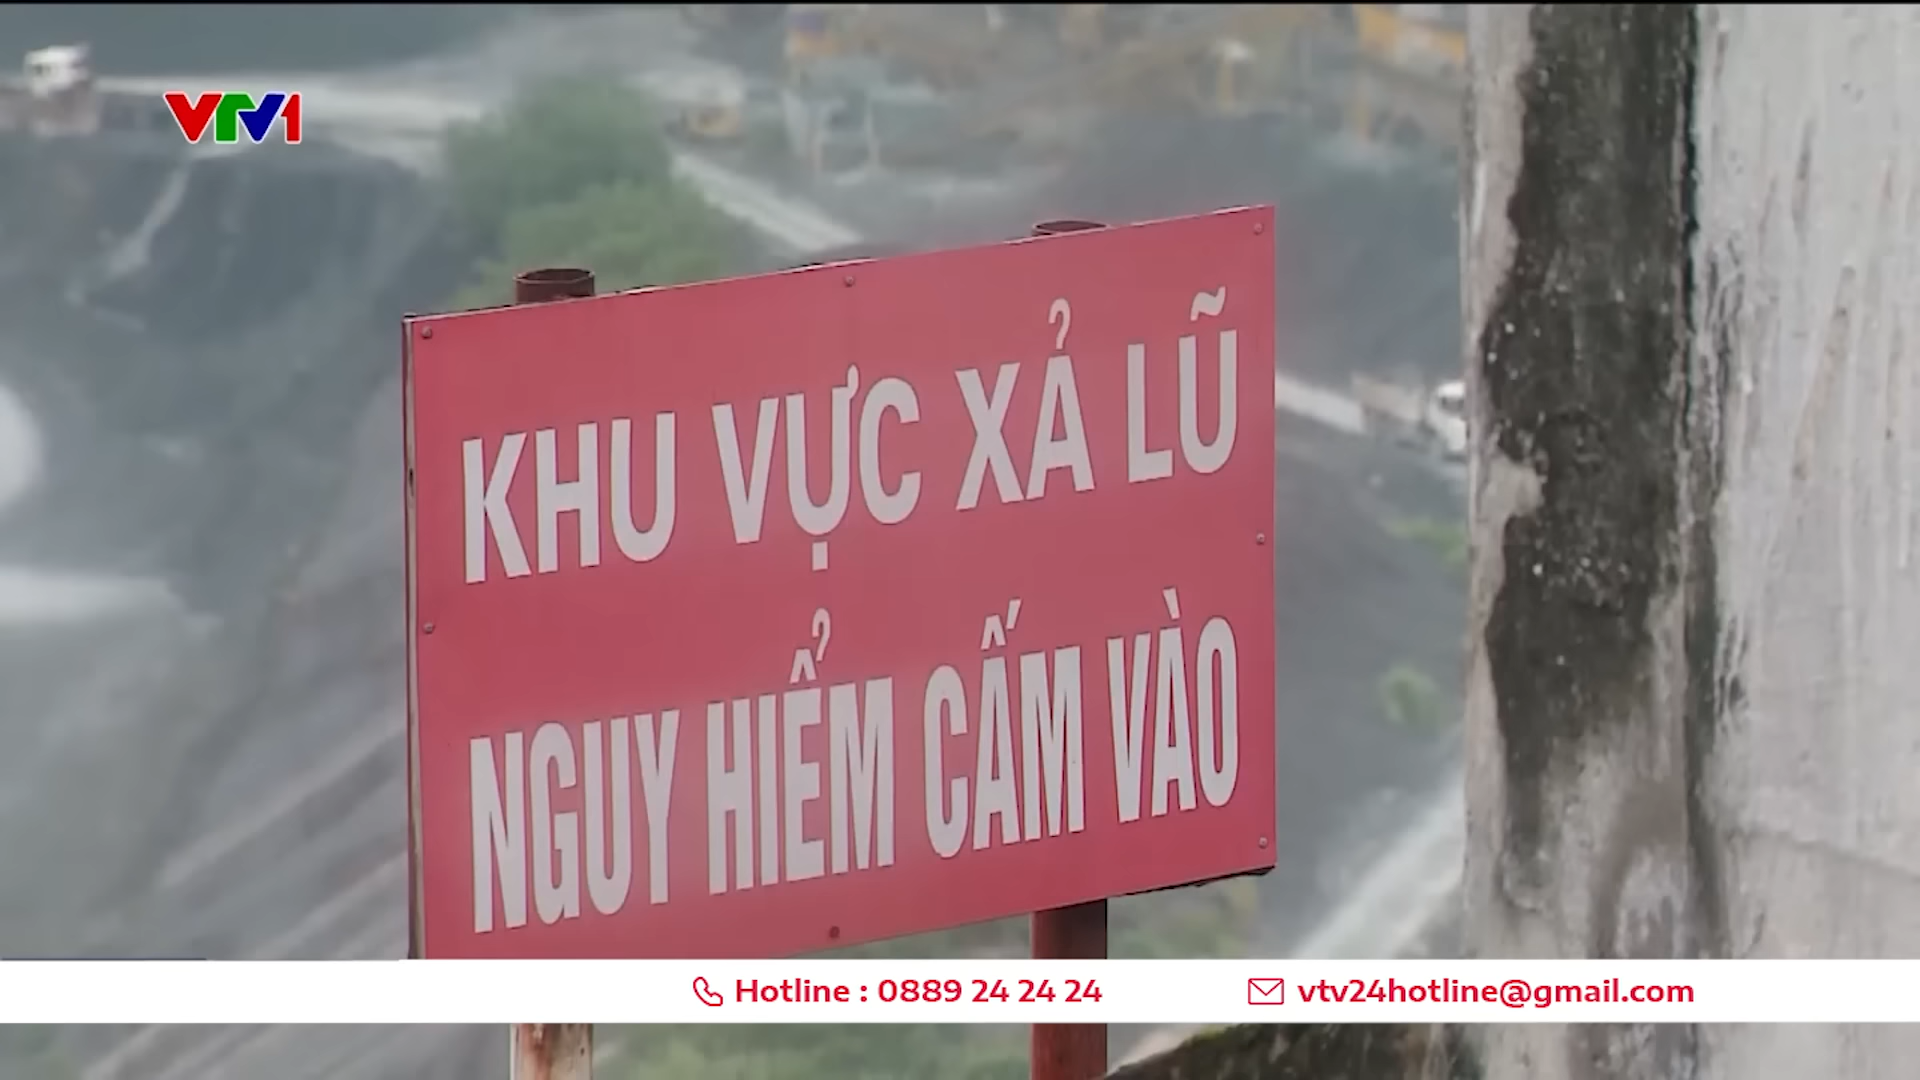 VTV1
KHU VỰC XẢ LŨ
NGUY HIỂM CẤM VÀO
Hotline : 0889 24 24 24
vtv24hotline@gmail.com